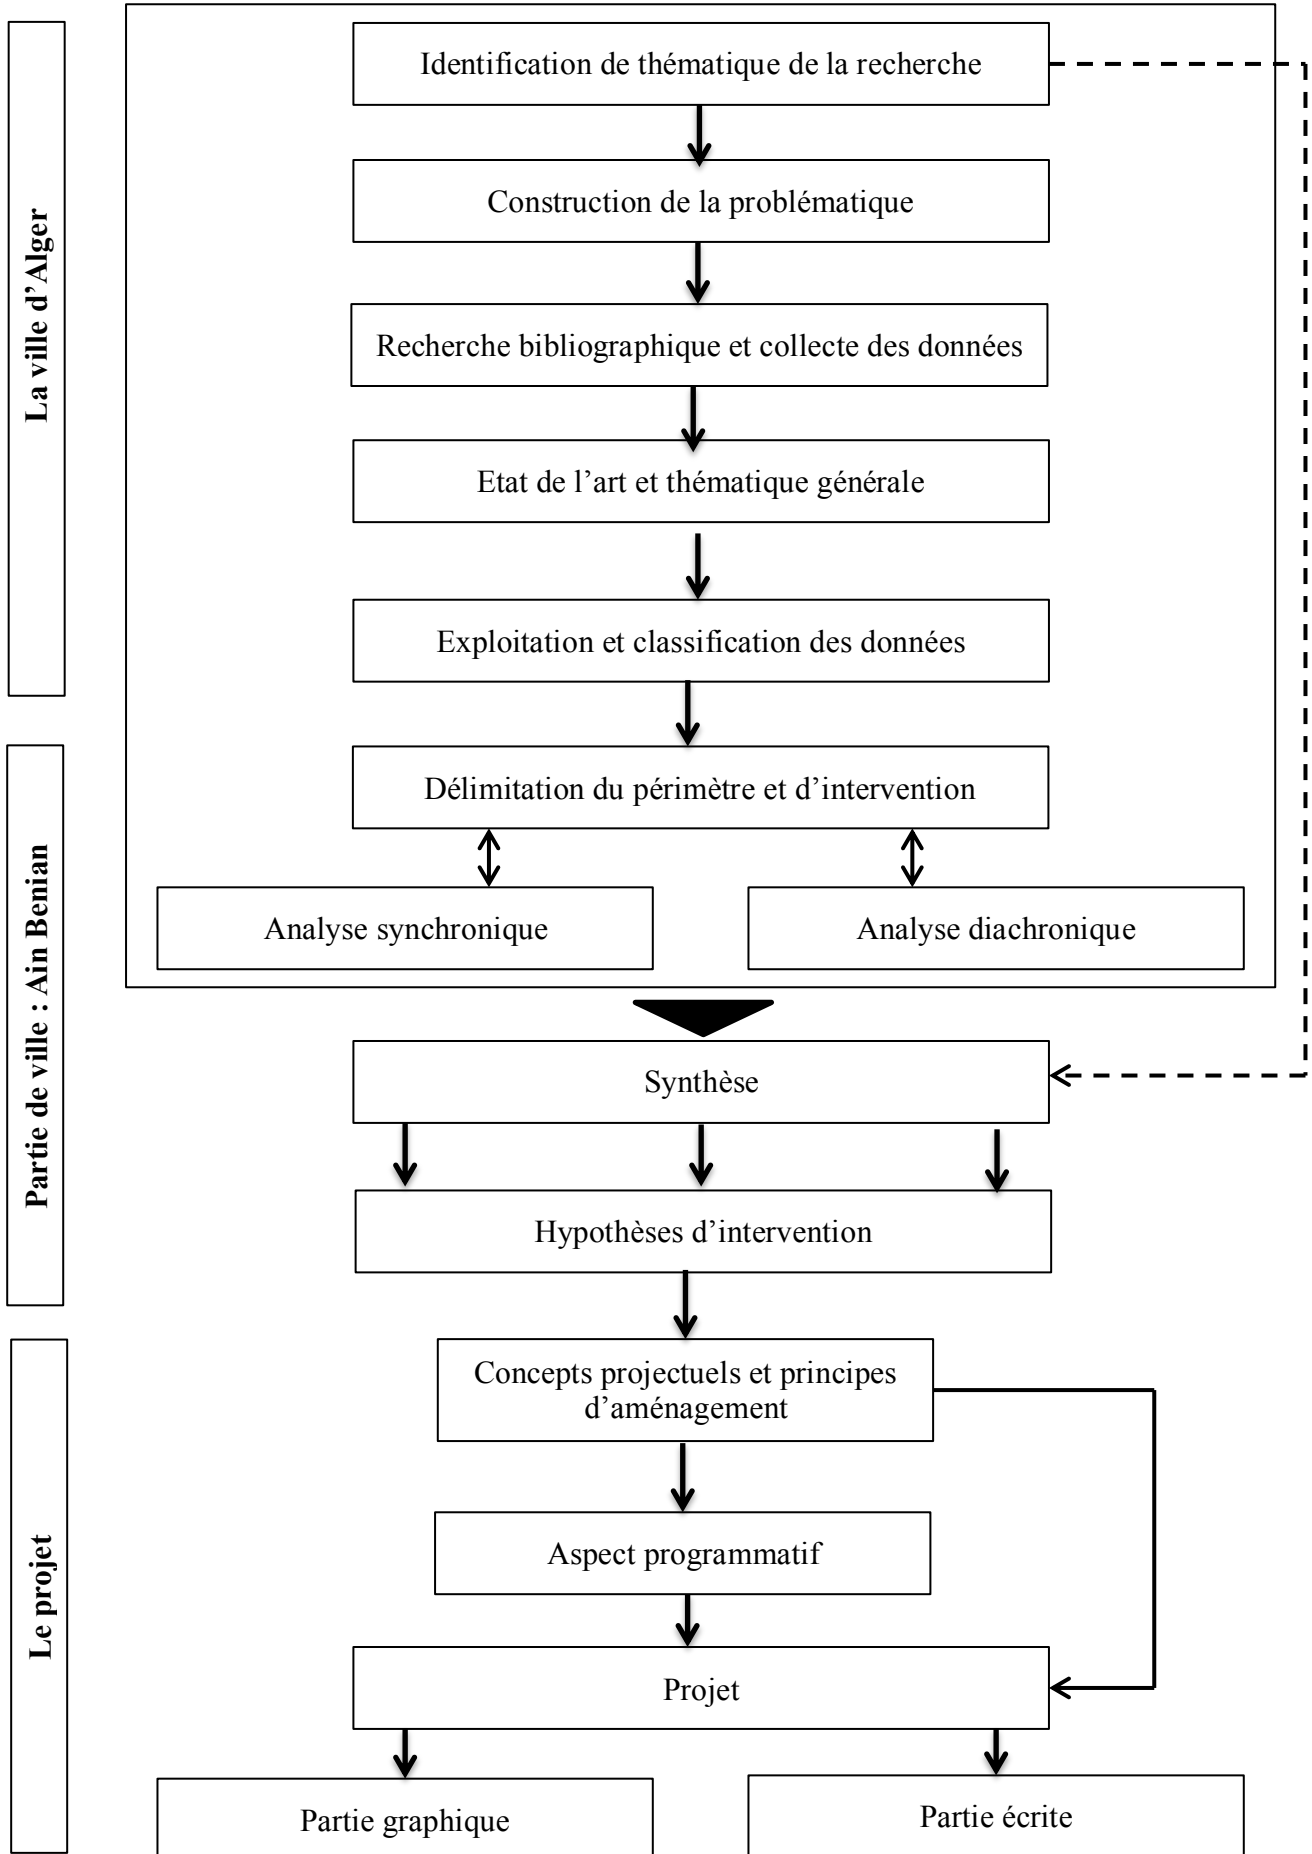 La ville d’Alger
Identification de thématique de la recherche
Construction de la problématique
Recherche bibliographique et collecte des données
Etat de l’art et thématique générale
Exploitation et classification des données
Partie de ville : Ain Benian
Délimitation du périmètre et d’intervention
Analyse synchronique
Analyse diachronique
Synthèse
Hypothèses d’intervention
Le projet
Concepts projectuels et principes
d’aménagement
Aspect programmatif
Projet
Partie graphique
Partie écrite